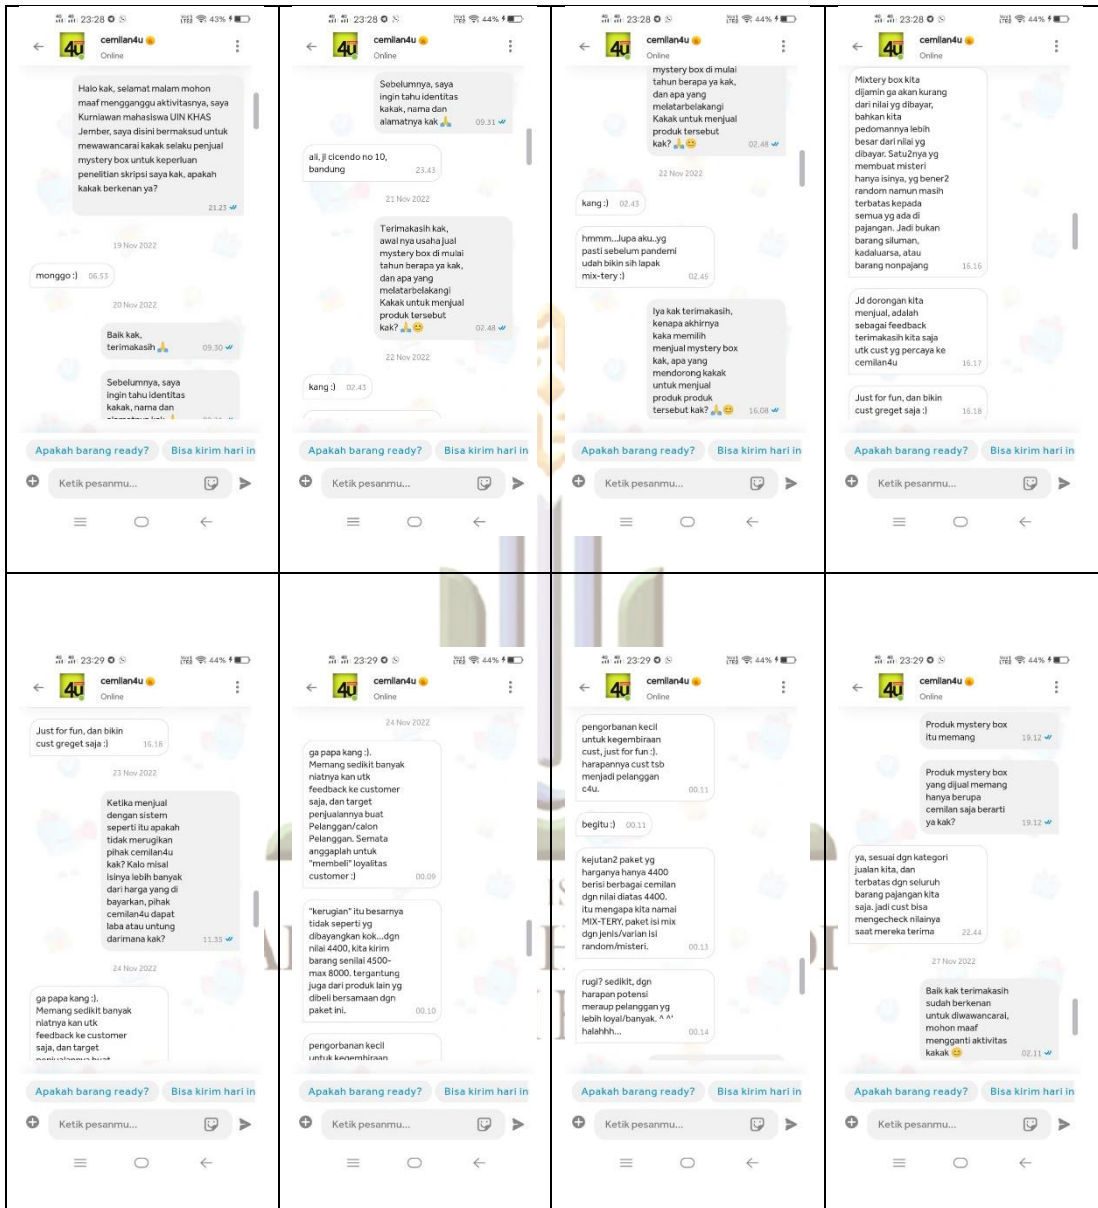 23:28
43%
cemilan4u
Online
Halo kak, selamat malam mohon
maaf mengganggu aktivitasnya, saya
Kurniawan mahasiswa UIN KHAS
Jember, saya disini bermaksud untuk
mewawancarai kakak selaku penjual
mystery box untuk keperluan
penelitian skripsi saya kak, apakah
kakak berkenan ya?
21.23
19 Nov 2022
monggo :) 06.53
20 Nov 2022
Baik kak,
terimakasih 🙏 09.30
Sebelumnya, saya
ingin tahu identitas
kakak, nama dan
Apakah barang ready? Bisa kirim hari in
Ketik pesanmu...
23:28
44%
cemilan4u
Online
Sebelumnya, saya
ingin tahu identitas
kakak, nama dan
alamatnya kak 🙏 09.31
ali, jl cicendo no 10,
bandung 23.43
21 Nov 2022
Terimakasih kak,
awal nya usaha jual
mystery box di mulai
tahun berapa ya kak,
dan apa yang
melatarbelakangi
Kakak untuk menjual
produk tersebut
kak? 🙏😊 02.48
22 Nov 2022
kang :) 02.43
Apakah barang ready? Bisa kirim hari in
Ketik pesanmu...
23:28
44%
cemilan4u
Online
mystery box di mulai
tahun berapa ya kak,
dan apa yang
melatarbelakangi
Kakak untuk menjual
produk tersebut
kak? 🙏😊 02.48
22 Nov 2022
kang :) 02.43
hmmm...lupa aku..yg
pasti sebelum pandemi
udah bikin sih lapak
mix-tery :) 02.45
Iya kak terimakasih,
kenapa akhirnya
kaka memilih
menjual mystery box
kak, apa yang
mendorong kakak
untuk menjual
produk produk
tersebut kak? 🙏😊 16.08
Apakah barang ready? Bisa kirim hari in
Ketik pesanmu...
23:28
44%
cemilan4u
Online
Mixtery box kita
dijamin ga akan kurang
dari nilai yg dibayar,
bahkan kita
pedomannya lebih
besar dari nilai yg
dibayar. Satu2nya yg
membuat misteri
hanya isinya, yg bener2
random namun masih
terbatas kepada
semua yg ada di
pajangan. Jadi bukan
barang siluman,
kadaluarsa, atau
barang nonpajang 16.16
Jd dorongan kita
menjual, adalah
sebagai feedback
terimakasih kita saja
utk cust yg percaya ke
cemilan4u 16.17
Just for fun, dan bikin
cust greget saja :) 16.18
Apakah barang ready? Bisa kirim hari in
Ketik pesanmu...
23:29
44%
cemilan4u
Online
Just for fun, dan bikin
cust greget saja :) 16.18
23 Nov 2022
Ketika menjual
dengan sistem
seperti itu apakah
tidak merugikan
pihak cemilan4u
kak? Kalo misal
isinya lebih banyak
dari harga yang di
bayarkan, pihak
cemilan4u dapat
laba atau untung
darimana kak? 11.35
24 Nov 2022
ga papa kang :).
Memang sedikit banyak
niatnya kan utk
feedback ke customer
saja, dan target
Apakah barang ready? Bisa kirim hari in
Ketik pesanmu...
23:29
44%
cemilan4u
Online
24 Nov 2022
ga papa kang :).
Memang sedikit banyak
niatnya kan utk
feedback ke customer
saja, dan target
penjualannya buat
Pelanggan/calon
Pelanggan. Semata
anggaplah untuk
"membeli" loyalitas
customer :) 00.09
"kerugian" itu besarnya
tidak seperti yg
dibayangkan kok...dgn
nilai 4400, kita kirim
barang senilai 4500-
max 8000. tergantung
juga dari produk lain yg
dibeli bersamaan dgn
paket ini. 00.10
pengorbanan kecil
untuk kegembiraan
Apakah barang ready? Bisa kirim hari in
Ketik pesanmu...
23:29
44%
cemilan4u
Online
pengorbanan kecil
untuk kegembiraan
cust, just for fun :).
harapannya cust tsb
menjadi pelanggan
c4u. 00.11
begitu :) 00.11
kejutan2 paket yg
harganya hanya 4400
berisi berbagai cemilan
dgn nilai diatas 4400.
itu mengapa kita namai
MIX-TERY, paket isi mix
dgn jenis/varian isi
random/misteri. 00.13
rugi? sedikit, dgn
harapan potensi
meraup pelanggan yg
lebih loyal/banyak. ^ ^'
halahhh... 00.14
Apakah barang ready? Bisa kirim hari in
Ketik pesanmu...
23:29
44%
cemilan4u
Online
Produk mystery box
itu memang 19.12
Produk mystery box
yang dijual memang
hanya berupa
cemilan saja berarti
ya kak? 19.12
ya, sesuai dgn kategori
jualan kita, dan
terbatas dgn seluruh
barang pajangan kita
saja. jadi cust bisa
mengecheck nilainya
saat mereka terima 22.44
27 Nov 2022
Baik kak terimakasih
sudah berkenan
untuk diwawancarai,
mohon maaf
mengganti aktivitas
kakak 😊 02.11
Apakah barang ready? Bisa kirim hari in
Ketik pesanmu...